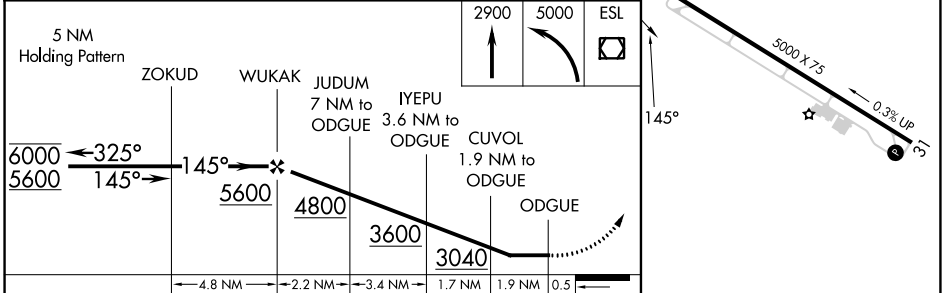 2900
5000
ESL
5 NM
Holding Pattern
ZOKUD
WUKAK
JUDUM
7 NM to
ODGUE
IYEPU
3.6 NM to
ODGUE
CUVOL
1.9 NM to
ODGUE
ODGUE
6000
5600
325°
145°
145°
5600
4800
3600
3040
4.8 NM
2.2 NM
3.4 NM
1.7 NM
1.9 NM
0.5
145°
5000 X 75
0.3% UP
31
P